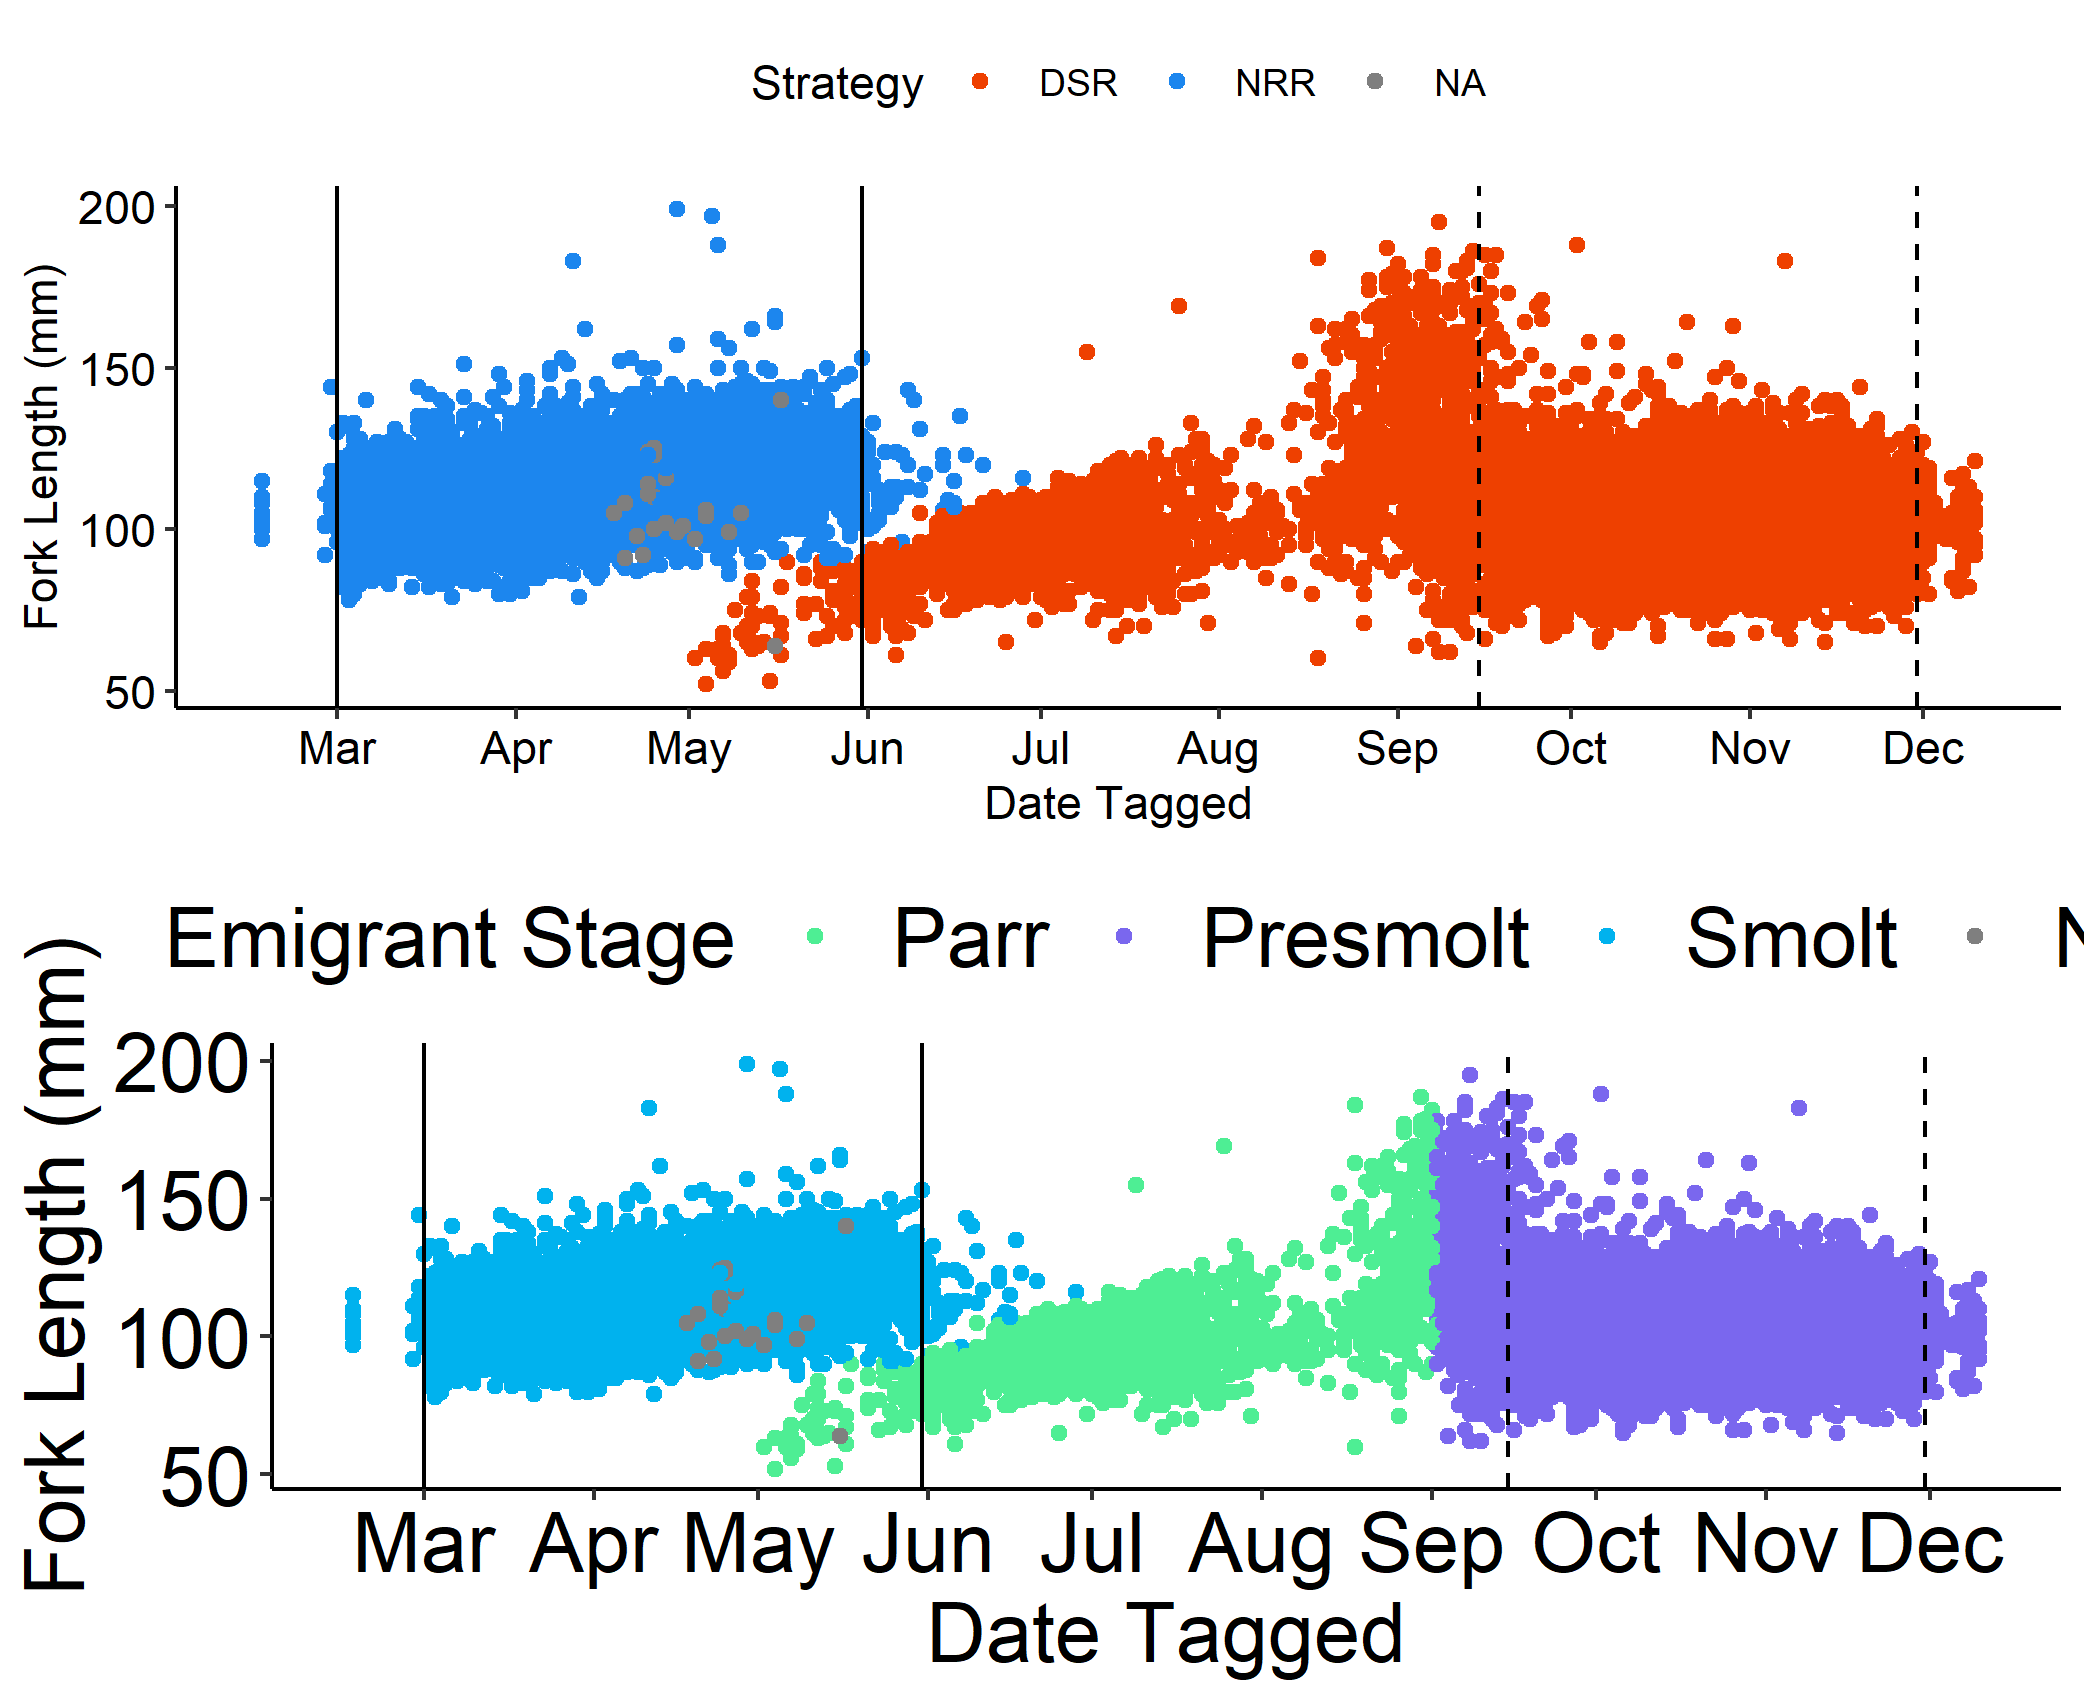 Strategy DSR NRR NA
200
150
100
50
Fork Length (mm)
Mar Apr May Jun Jul Aug Sep Oct Nov Dec
Date Tagged
Emigrant Stage Parr Presmolt Smolt
200
150
100
50
Fork Length (mm)
Mar Apr May Jun Jul Aug Sep Oct Nov Dec
Date Tagged